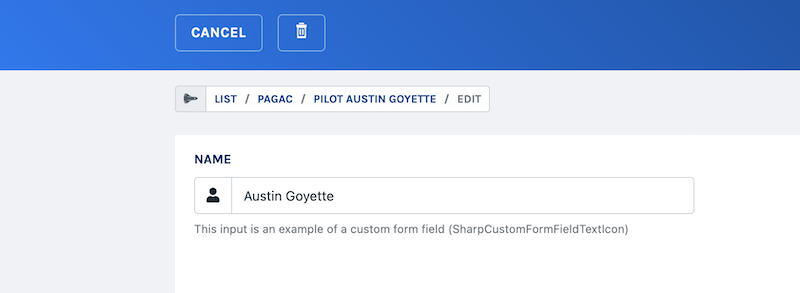 CANCEL
LIST / PAGAC / PILOT AUSTIN GOYETTE / EDIT
NAME
Austin Goyette
This input is an example of a custom form field (SharpCustomFormFieldTextIcon)